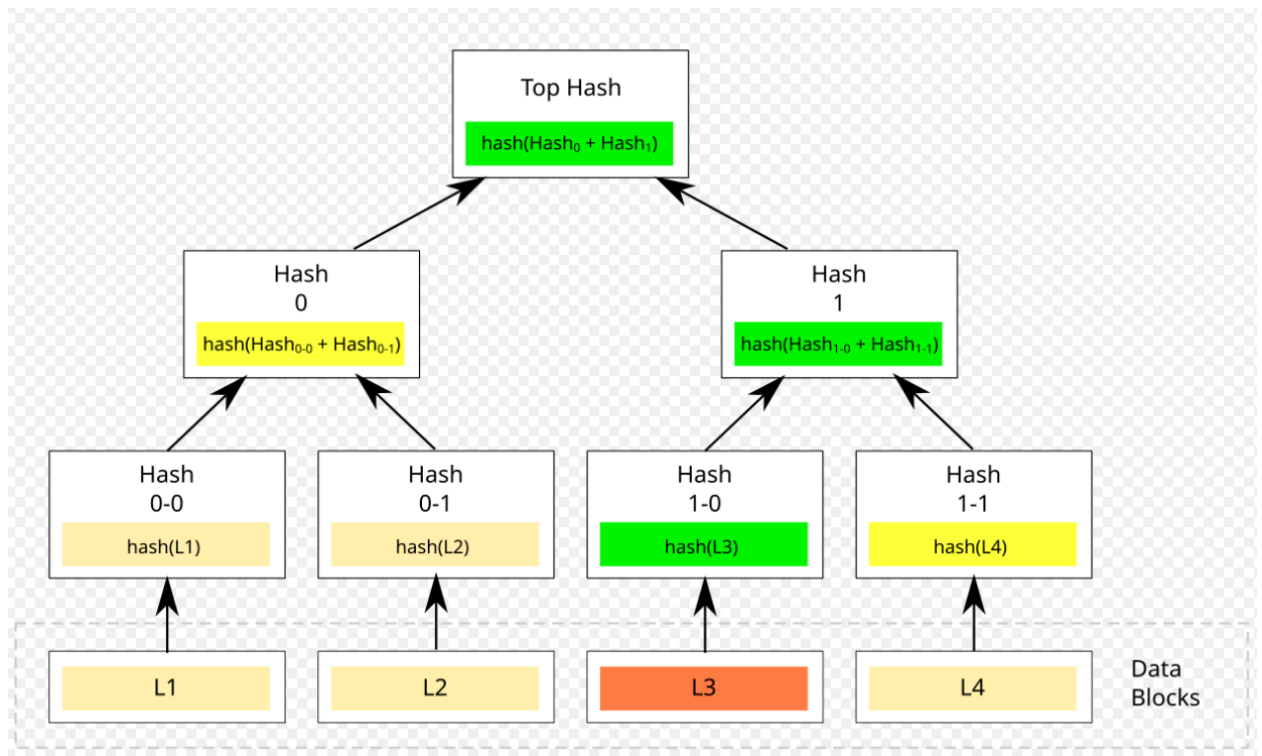 Top Hash
hash(Hash₀ + Hash₁)
Hash
0
hash(Hash₀₋₀ + Hash₀₋₁)
Hash
1
hash(Hash₁₋₀ + Hash₁₋₁)
Hash
0-0
hash(L1)
Hash
0-1
hash(L2)
Hash
1-0
hash(L3)
Hash
1-1
hash(L4)
L1
L2
L3
L4
Data
Blocks